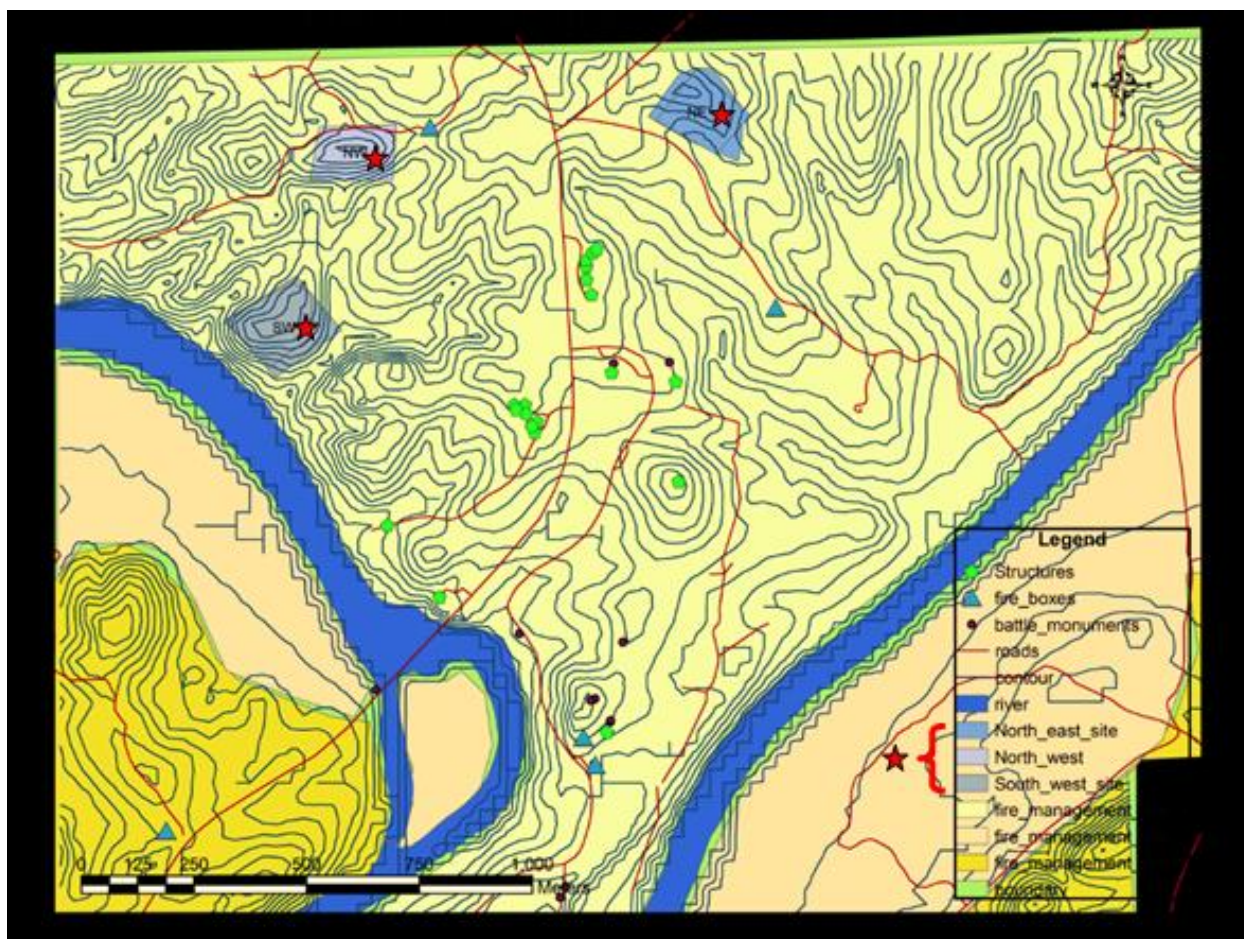 NE
NW
SW
Legend
Structures
fire_boxes
battle_monuments
roads
contour
river
North_east_site
North_west
South_west_site
fire_management
fire_management
fire_management
boundary
0 125 250 500 750 1,000
Meters